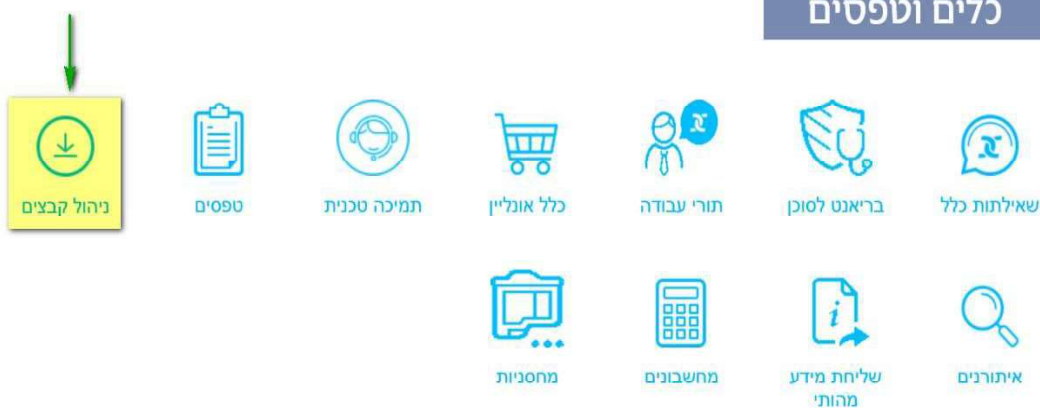 כלים וטפסים
שאילתות כלל
בריאנט לסוכן
תורי עבודה
כלל אונליין
תמיכה טכנית
טפסים
ניהול קבצים
איתורנים
שליחת מידע
מהותי
מחשבונים
מחסניות